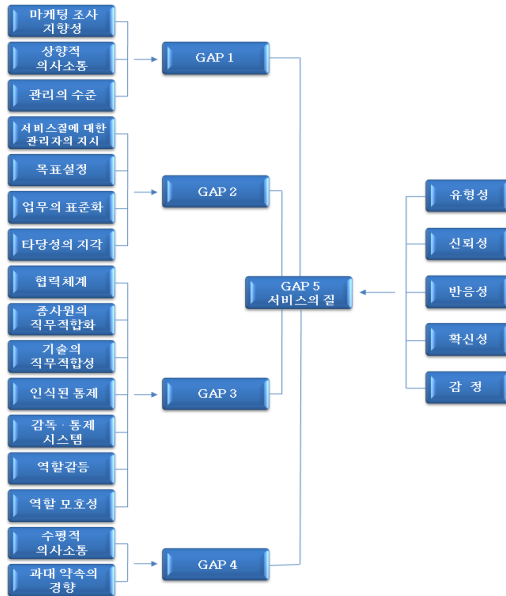 마케팅 조사
지향성
상향적
의사소통
관리의 수준
GAP 1
서비스질에 대한
관리자의 지시
목표설정
업무의 표준화
타당성의 지각
GAP 2
협력체계
종사원의
직무적합화
기술의
직무적합성
인식된 통제
감독·통제
시스템
역할갈등
역할 모호성
GAP 3
수평적
의사소통
과대 약속의
경향
GAP 4
GAP 5
서비스의 질
유형성
신뢰성
반응성
확신성
감 정